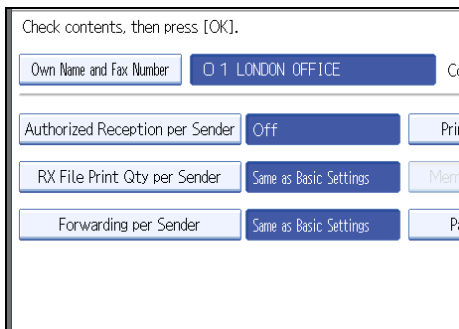 Check contents, then press [OK].
Own Name and Fax Number O 1 LONDON OFFICE
Authorized Reception per Sender Off
RX File Print Qty per Sender Same as Basic Settings
Forwarding per Sender Same as Basic Settings